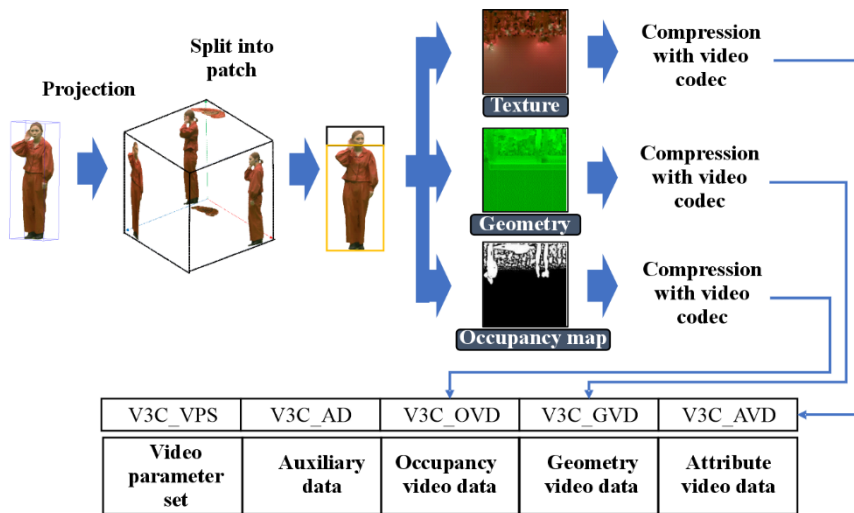 Projection
Split into
patch
Texture
Compression
with video
codec
Geometry
Compression
with video
codec
Occupancy map
Compression
with video
codec
V3C_VPS
V3C_AD
V3C_OVD
V3C_GVD
V3C_AVD
Video
parameter
set
Auxiliary
data
Occupancy
video data
Geometry
video data
Attribute
video data